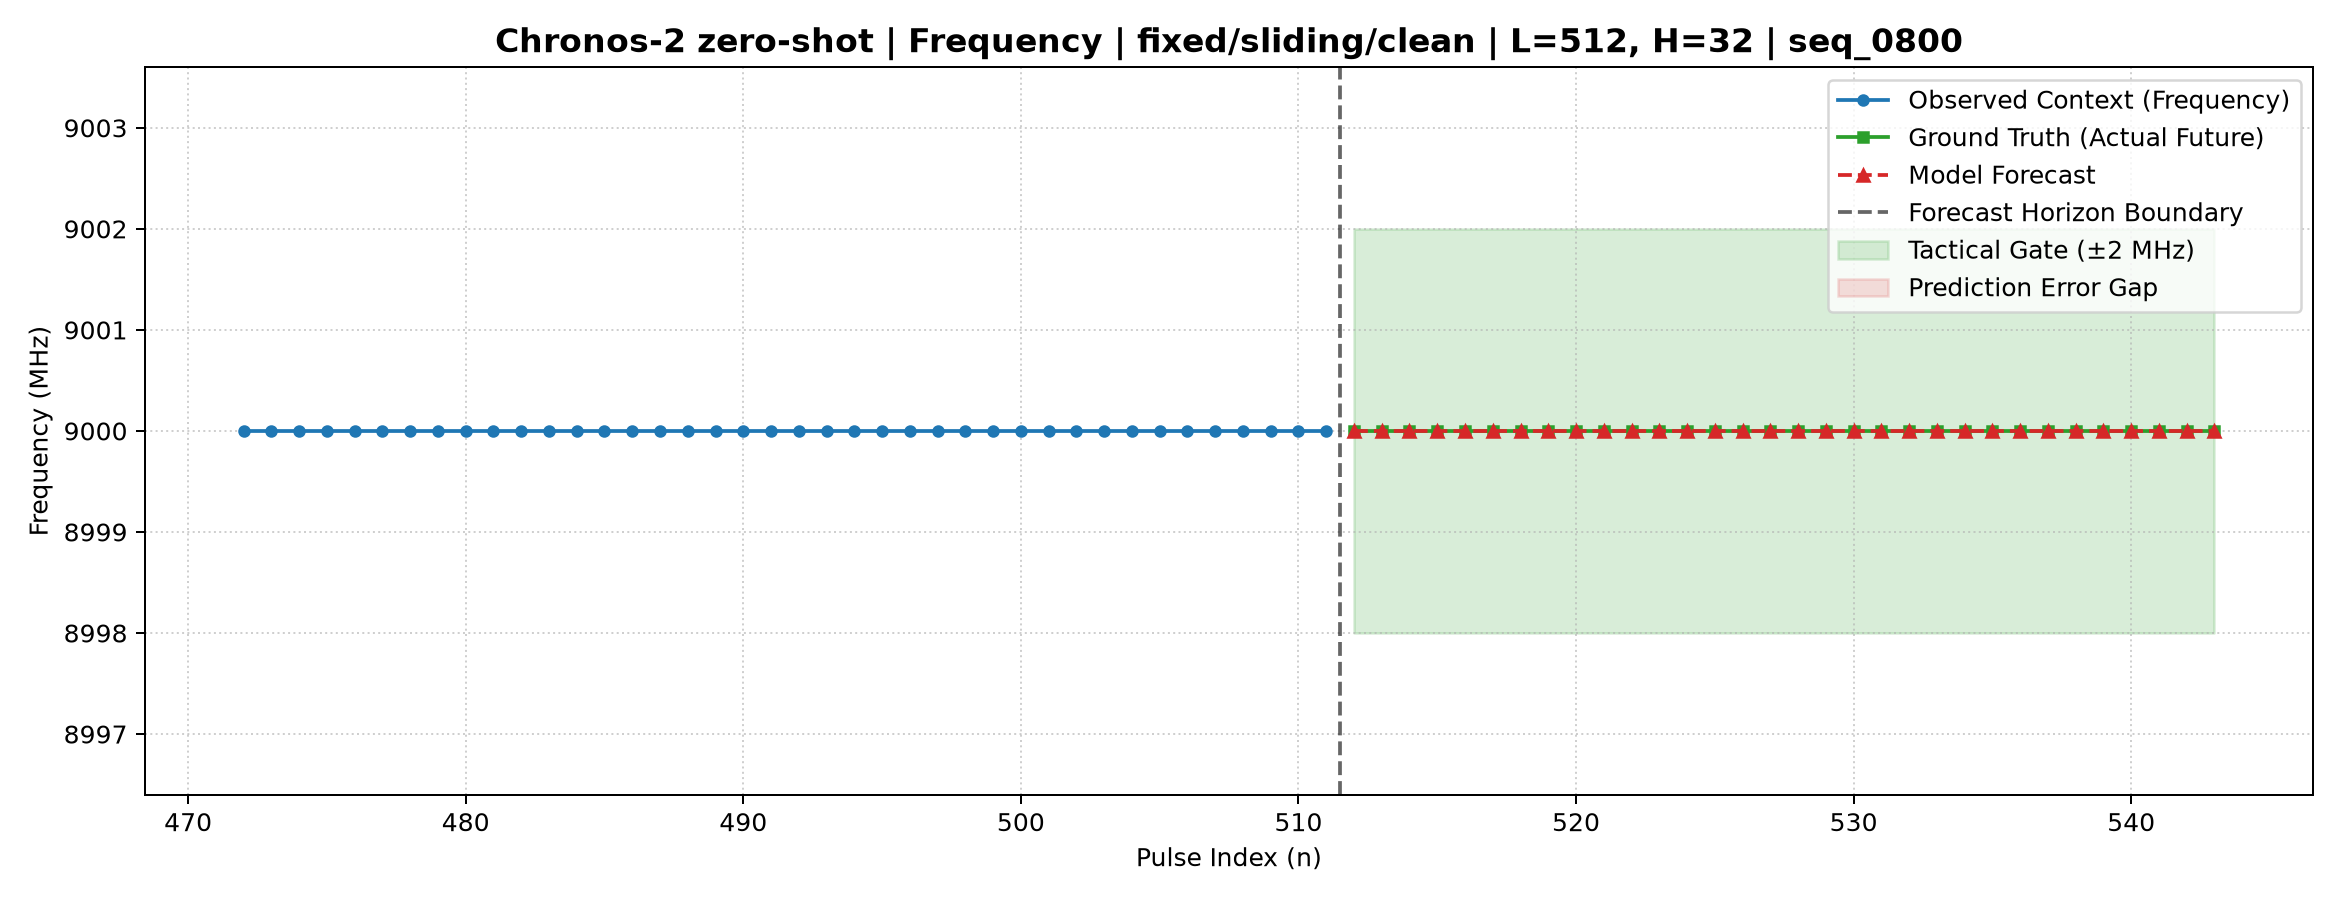 Chronos-2 zero-shot | Frequency | fixed/sliding/clean | L=512, H=32 | seq_0800
Observed Context (Frequency)
Ground Truth (Actual Future)
Model Forecast
Forecast Horizon Boundary
Tactical Gate (±2 MHz)
Prediction Error Gap
Frequency (MHz)
9003
9002
9001
9000
8999
8998
8997
470 480 490 500 510 520 530 540
Pulse Index (n)